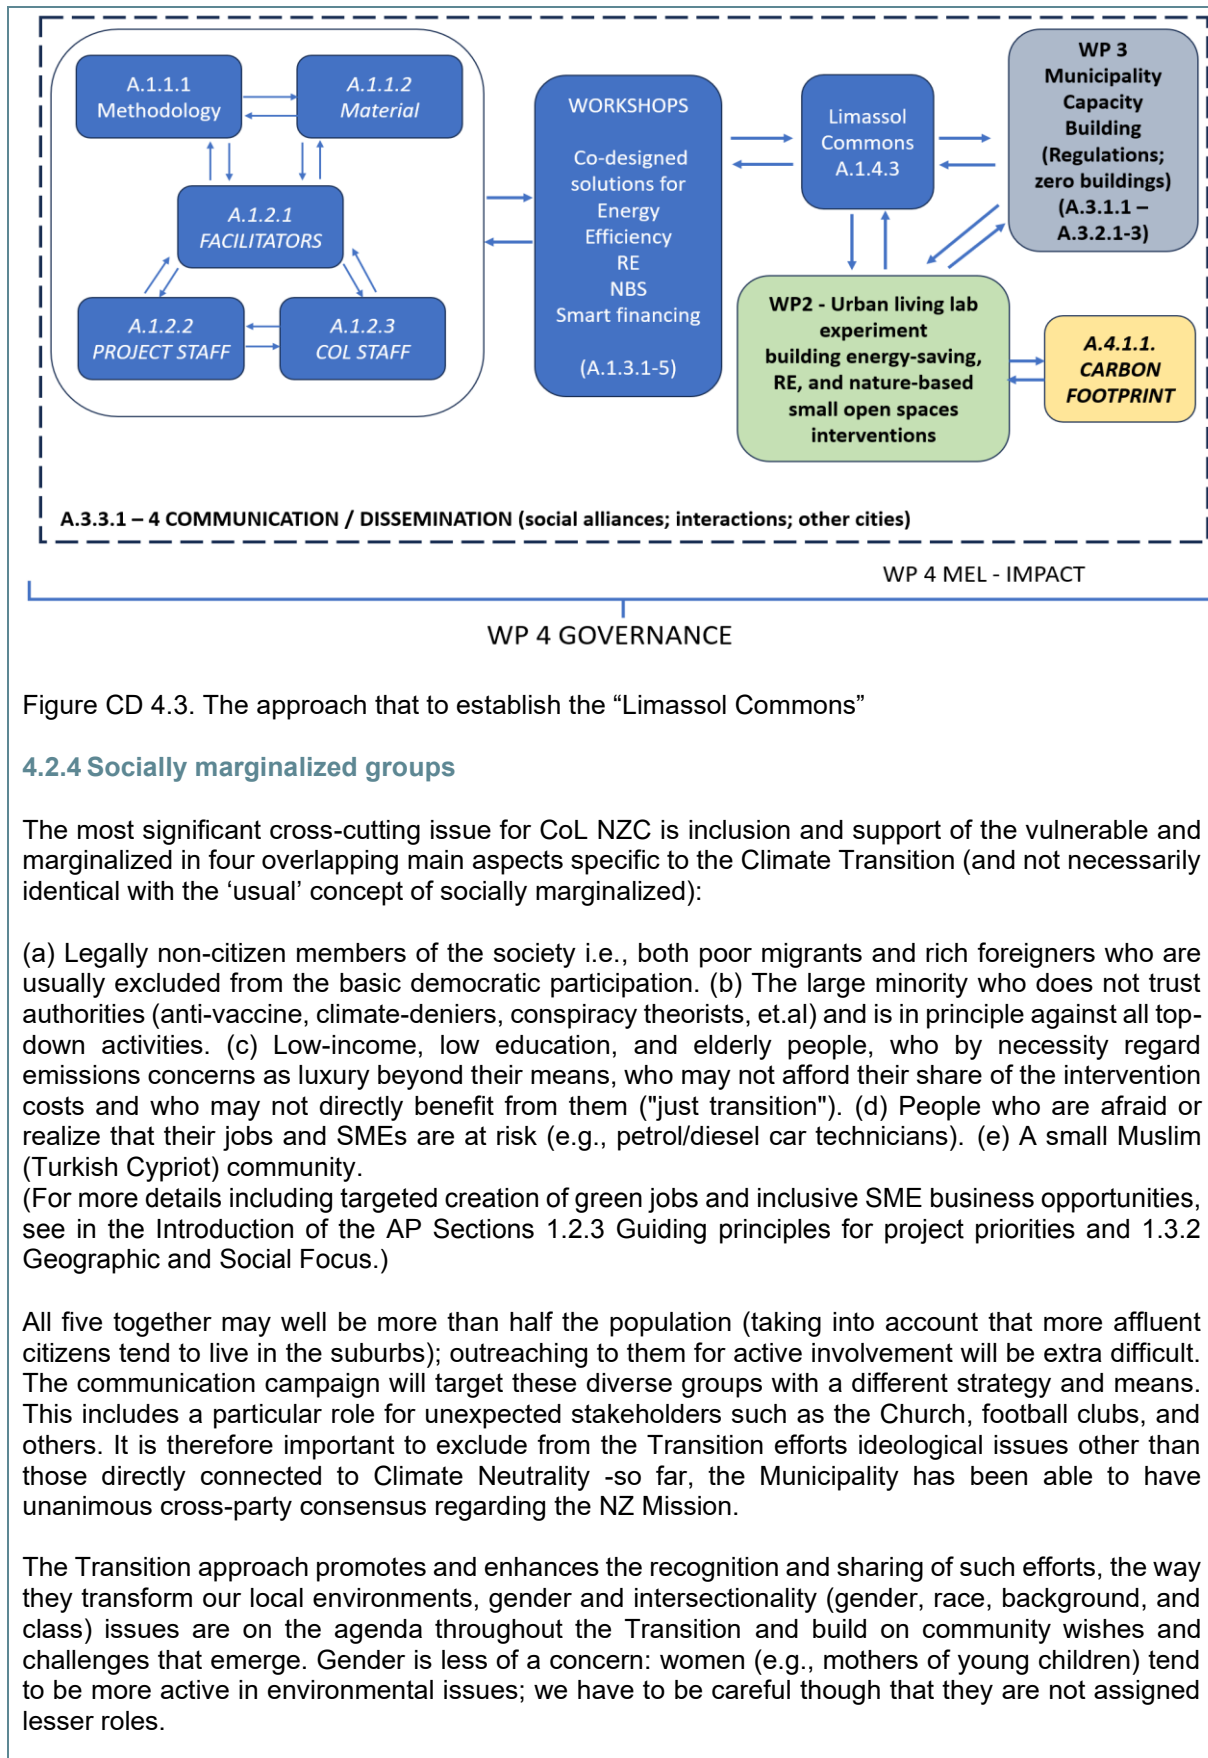 A.1.1.1
Methodology
A.1.1.2
Material
A.1.2.1
FACILITATORS
A.1.2.2
PROJECT STAFF
A.1.2.3
COL STAFF
WORKSHOPS
Co-designed
solutions for
Energy
Efficiency
RE
NBS
Smart financing
(A.1.3.1-5)
Limassol
Commons
A.1.4.3
WP 3
Municipality
Capacity
Building
(Regulations;
zero buildings)
(A.3.1.1 –
A.3.2.1-3)
WP2 - Urban living lab
experiment
building energy-saving,
RE, and nature-based
small open spaces
interventions
A.4.1.1.
CARBON
FOOTPRINT
A.3.3.1 – 4 COMMUNICATION / DISSEMINATION (social alliances; interactions; other cities)
WP 4 MEL - IMPACT
WP 4 GOVERNANCE
Figure CD 4.3. The approach that to establish the “Limassol Commons”
4.2.4 Socially marginalized groups
The most significant cross-cutting issue for CoL NZC is inclusion and support of the vulnerable and
marginalized in four overlapping main aspects specific to the Climate Transition (and not necessarily
identical with the ‘usual’ concept of socially marginalized):
(a) Legally non-citizen members of the society i.e., both poor migrants and rich foreigners who are
usually excluded from the basic democratic participation. (b) The large minority who does not trust
authorities (anti-vaccine, climate-deniers, conspiracy theorists, et.al) and is in principle against all top-
down activities. (c) Low-income, low education, and elderly people, who by necessity regard
emissions concerns as luxury beyond their means, who may not afford their share of the intervention
costs and who may not directly benefit from them ("just transition"). (d) People who are afraid or
realize that their jobs and SMEs are at risk (e.g., petrol/diesel car technicians). (e) A small Muslim
(Turkish Cypriot) community.
(For more details including targeted creation of green jobs and inclusive SME business opportunities,
see in the Introduction of the AP Sections 1.2.3 Guiding principles for project priorities and 1.3.2
Geographic and Social Focus.)
All five together may well be more than half the population (taking into account that more affluent
citizens tend to live in the suburbs); outreaching to them for active involvement will be extra difficult.
The communication campaign will target these diverse groups with a different strategy and means.
This includes a particular role for unexpected stakeholders such as the Church, football clubs, and
others. It is therefore important to exclude from the Transition efforts ideological issues other than
those directly connected to Climate Neutrality -so far, the Municipality has been able to have
unanimous cross-party consensus regarding the NZ Mission.
The Transition approach promotes and enhances the recognition and sharing of such efforts, the way
they transform our local environments, gender and intersectionality (gender, race, background, and
class) issues are on the agenda throughout the Transition and build on community wishes and
challenges that emerge. Gender is less of a concern: women (e.g., mothers of young children) tend
to be more active in environmental issues; we have to be careful though that they are not assigned
lesser roles.